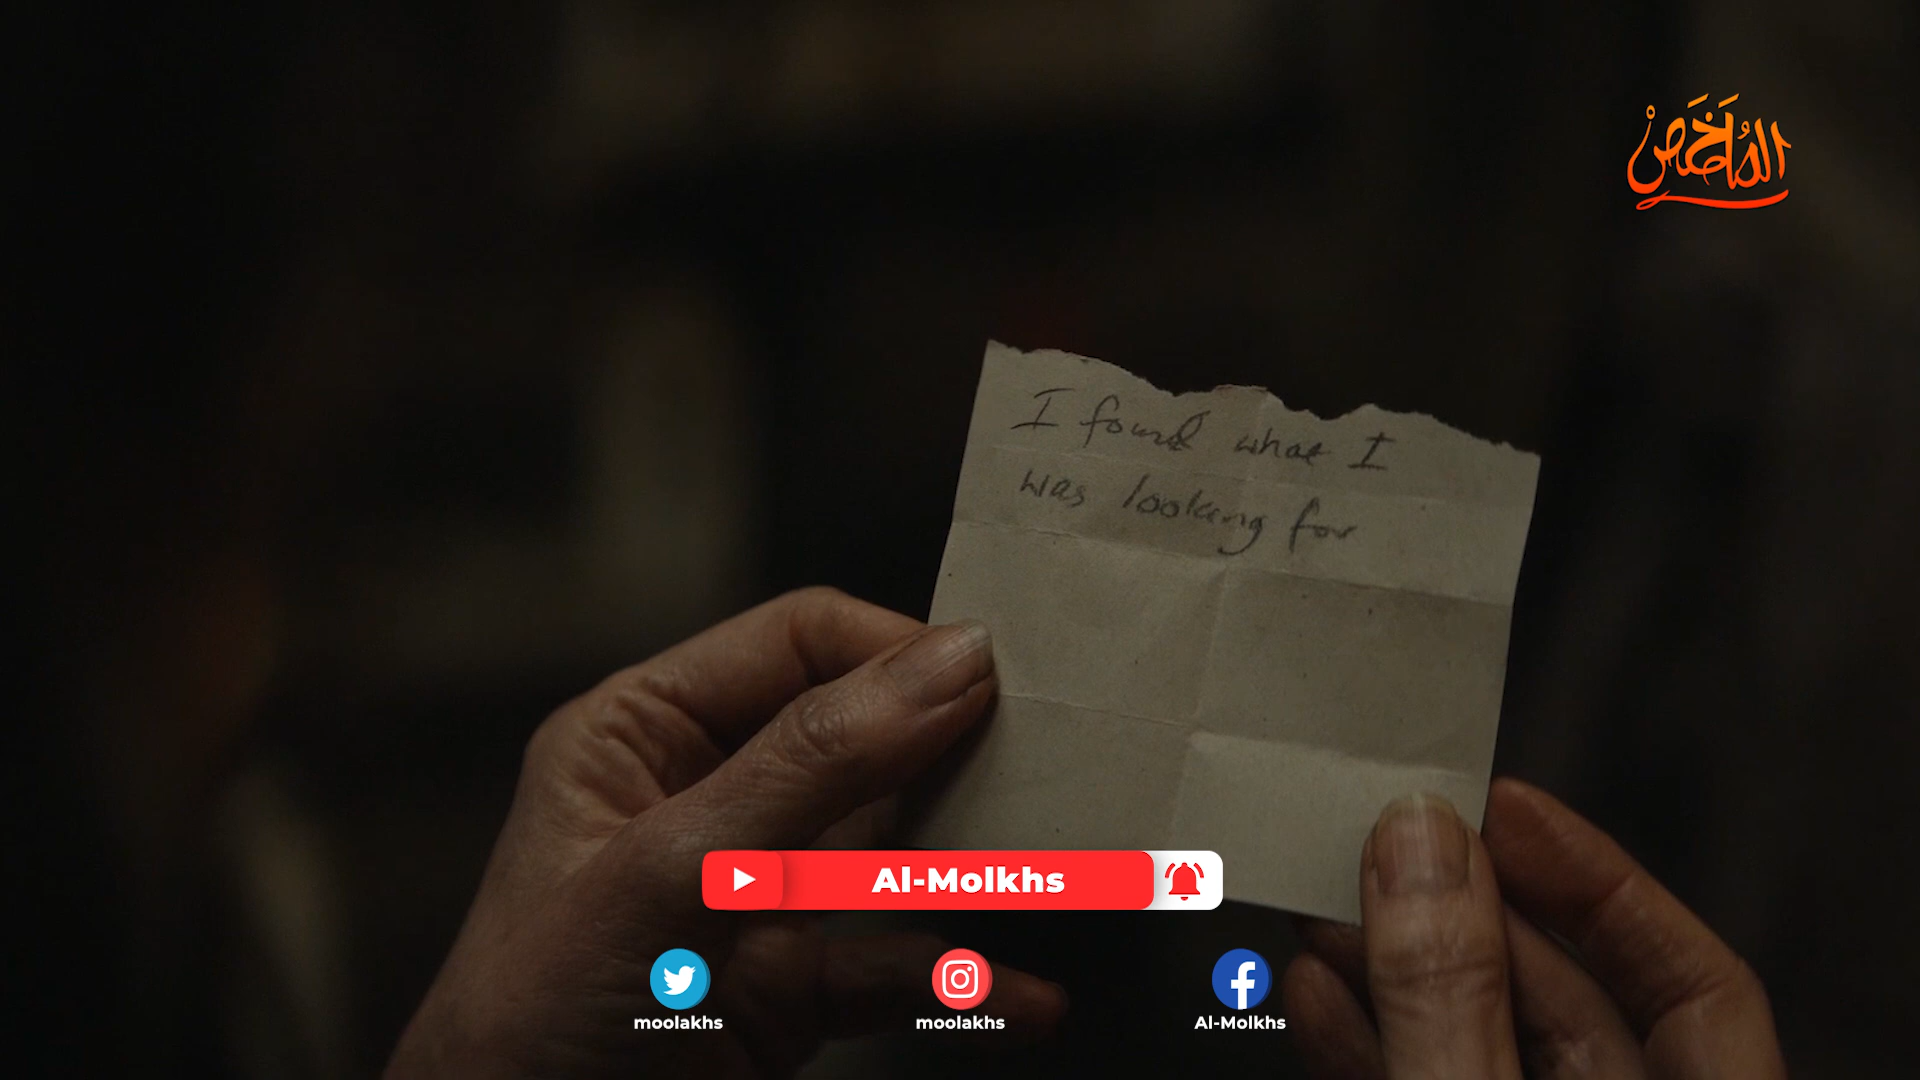 الملخص
I found what I
was looking for
Al-Molkhs
moolakhs
moolakhs
Al-Molkhs